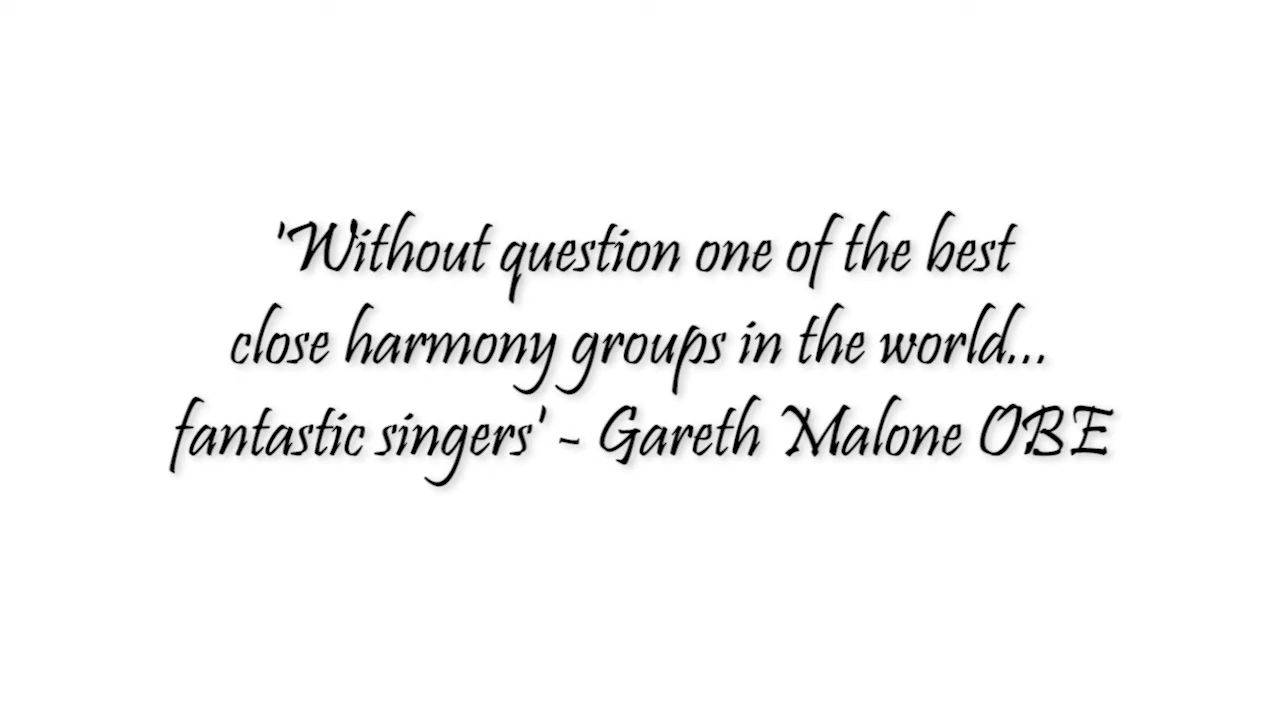 'Without question one of the best
close harmony groups in the world...
fantastic singers' - Gareth Malone OBE